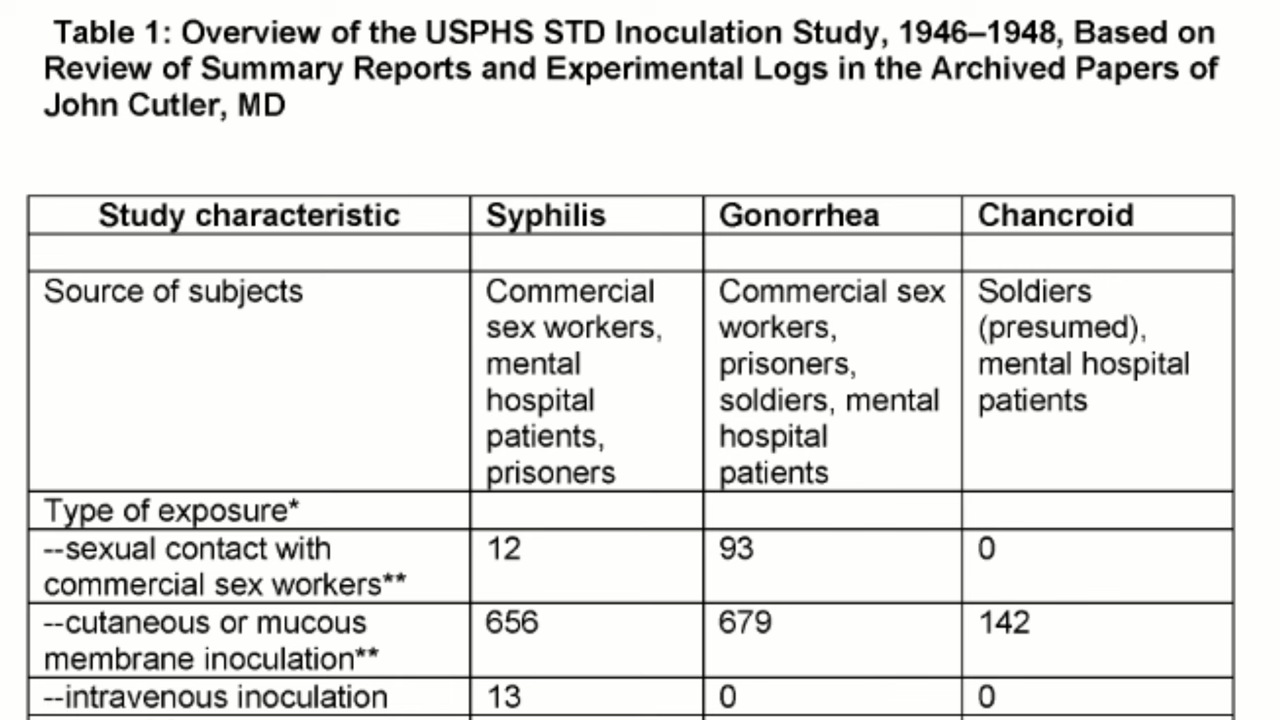 Table 1: Overview of the USPHS STD Inoculation Study, 1946–1948, Based on
Review of Summary Reports and Experimental Logs in the Archived Papers of
John Cutler, MD
Study characteristic
Syphilis
Gonorrhea
Chancroid
Source of subjects
Commercial
sex workers,
mental
hospital
patients,
prisoners
Commercial sex
workers,
prisoners,
soldiers, mental
hospital
patients
Soldiers
(presumed),
mental hospital
patients
Type of exposure*
--sexual contact with
commercial sex workers**
12
93
0
--cutaneous or mucous
membrane inoculation**
656
679
142
--intravenous inoculation
13
0
0